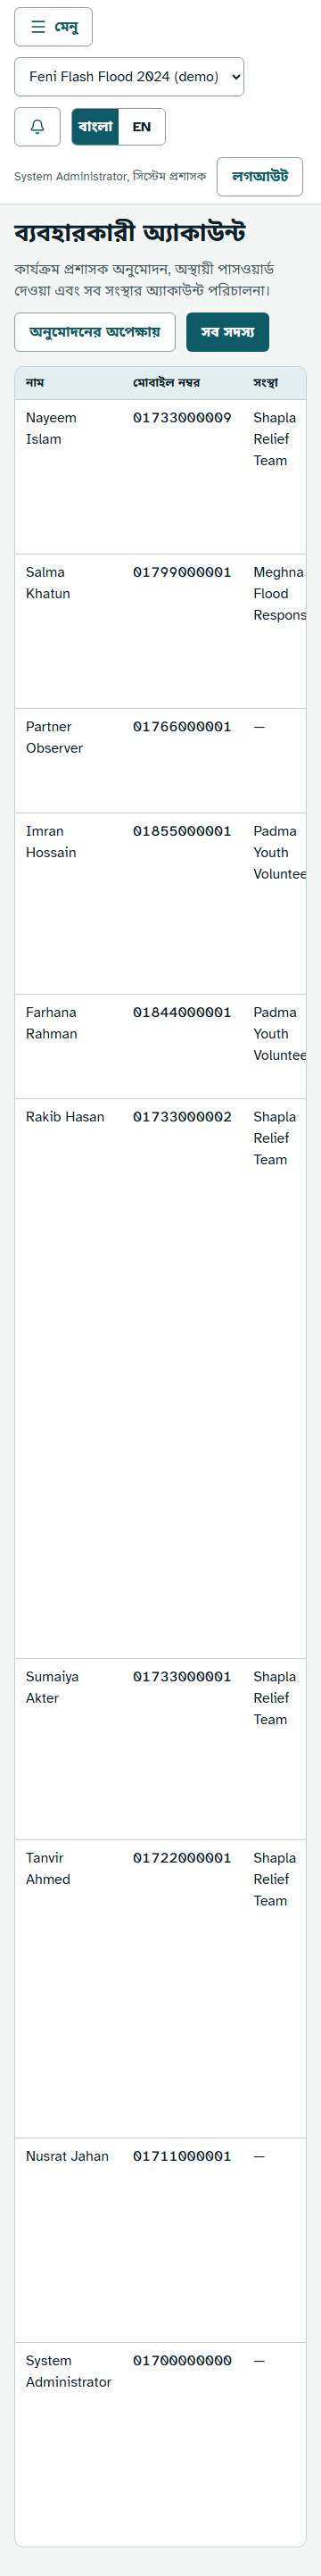 মেনু
Feni Flash Flood 2024 (demo)
বাংলা EN
System Administrator, সিস্টেম প্রশাসক লগআউট
ব্যবহারকারী অ্যাকাউন্ট
কার্যক্রম প্রশাসক অনুমোদন, অস্থায়ী পাসওয়ার্ড
দেওয়া এবং সব সংস্থার অ্যাকাউন্ট পরিচালনা।
অনুমোদনের অপেক্ষায় সব সদস্য
নাম মোবাইল নম্বর সংস্থা
Nayeem 01733000009 Shapla
Islam Relief
Team
Salma 01799000001 Meghna
Khatun Flood
Respons
Partner 01766000001 —
Observer
Imran 01855000001 Padma
Hossain Youth
Voluntee
Farhana 01844000001 Padma
Rahman Youth
Voluntee
Rakib Hasan 01733000002 Shapla
Relief
Team
Sumaiya 01733000001 Shapla
Akter Relief
Team
Tanvir 01722000001 Shapla
Ahmed Relief
Team
Nusrat Jahan 01711000001 —
System 01700000000 —
Administrator